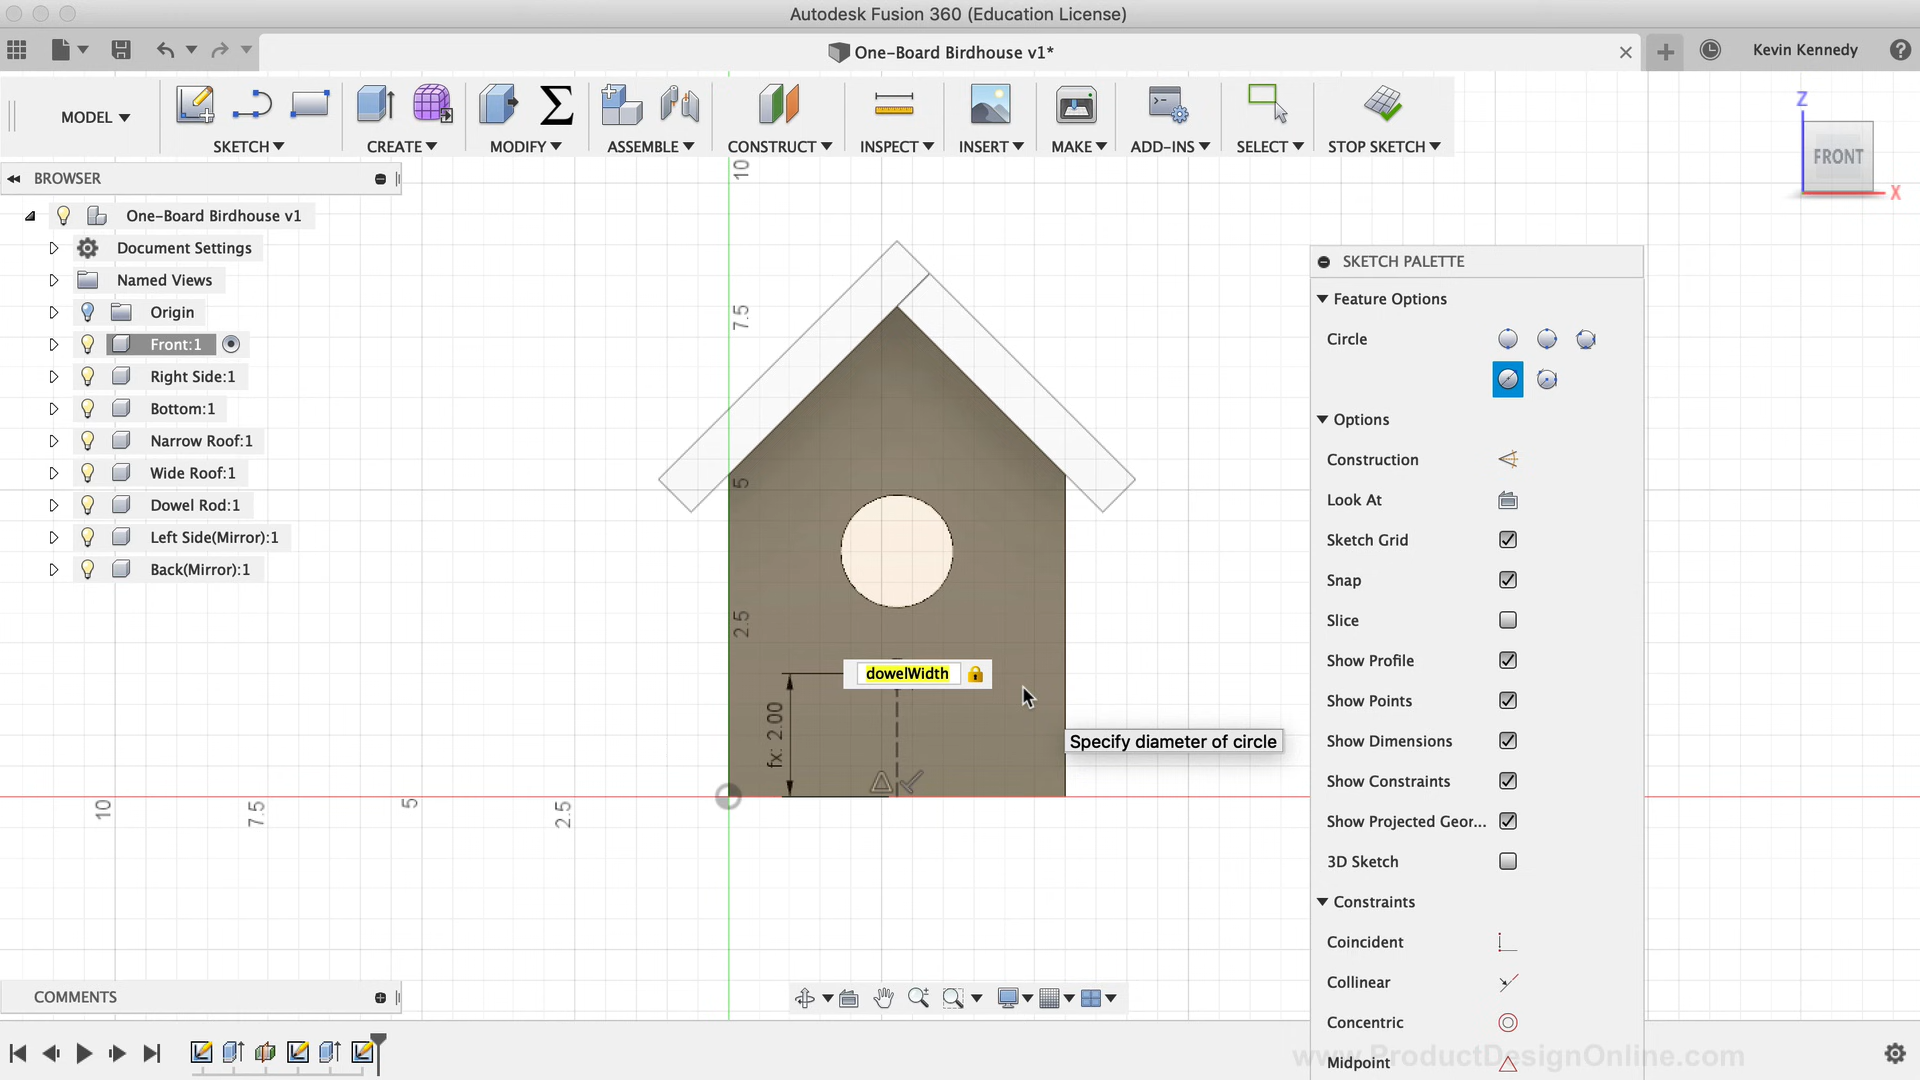 Autodesk Fusion 360 (Education License)
One-Board Birdhouse v1*
Kevin Kennedy
MODEL
SKETCH
CREATE
MODIFY
ASSEMBLE
CONSTRUCT
INSPECT
INSERT
MAKE
ADD-INS
SELECT
STOP SKETCH
Z
FRONT
X
BROWSER
One-Board Birdhouse v1
Document Settings
Named Views
Origin
Front:1
Right Side:1
Bottom:1
Narrow Roof:1
Wide Roof:1
Dowel Rod:1
Left Side(Mirror):1
Back(Mirror):1
10
7.5
5
2.5
dowelWidth
fx: 2.00
Specify diameter of circle
10
7.5
5
2.5
SKETCH PALETTE
Feature Options
Circle
Options
Construction
Look At
Sketch Grid
Snap
Slice
Show Profile
Show Points
Show Dimensions
Show Constraints
Show Projected Geor...
3D Sketch
Constraints
Coincident
Collinear
Concentric
Midpoint
COMMENTS
www.ProductDesignOnline.com